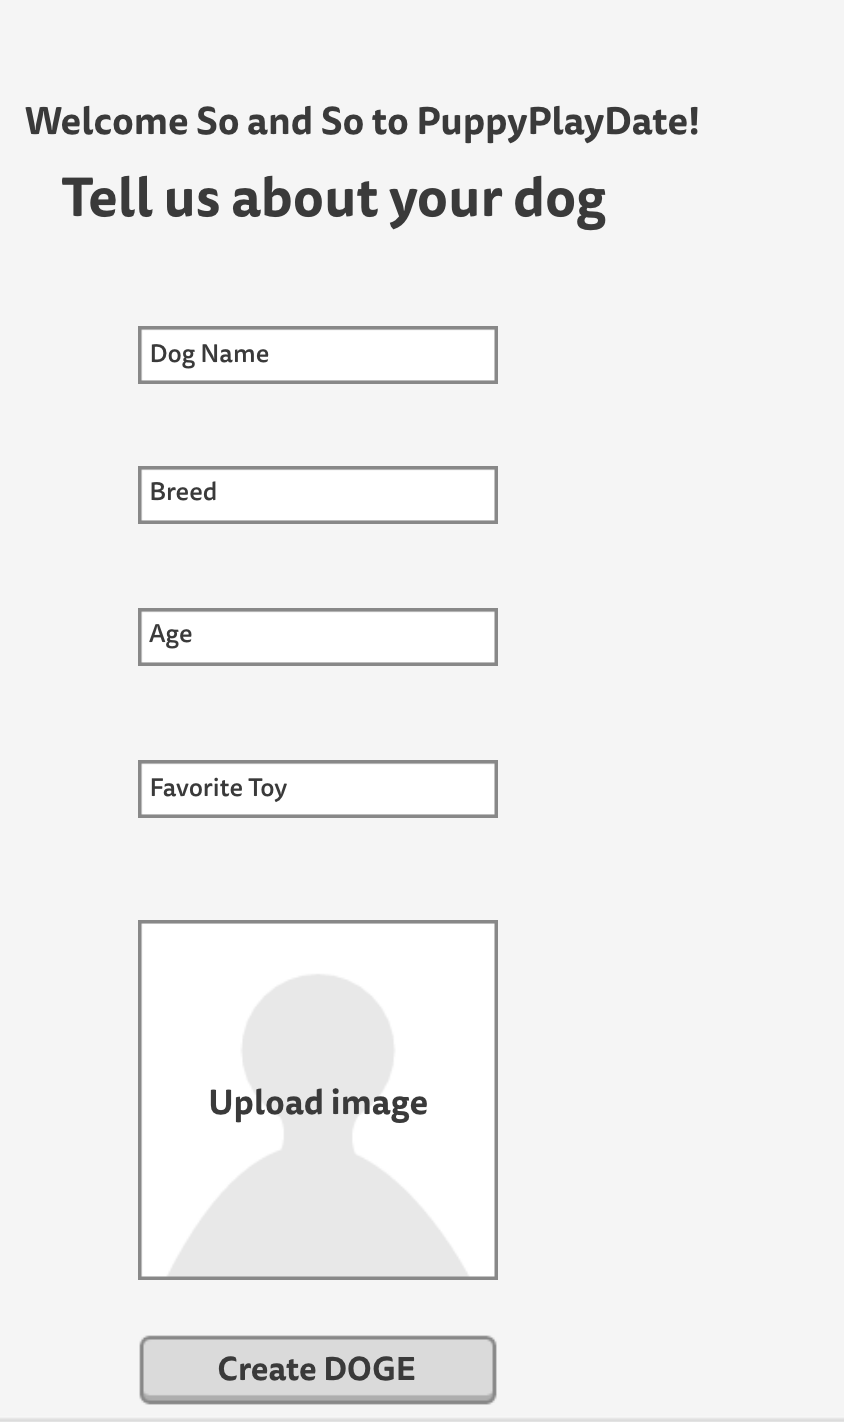 Welcome So and So to PuppyPlayDate!
Tell us about your dog
Dog Name
Breed
Age
Favorite Toy
Upload image
Create DOGE